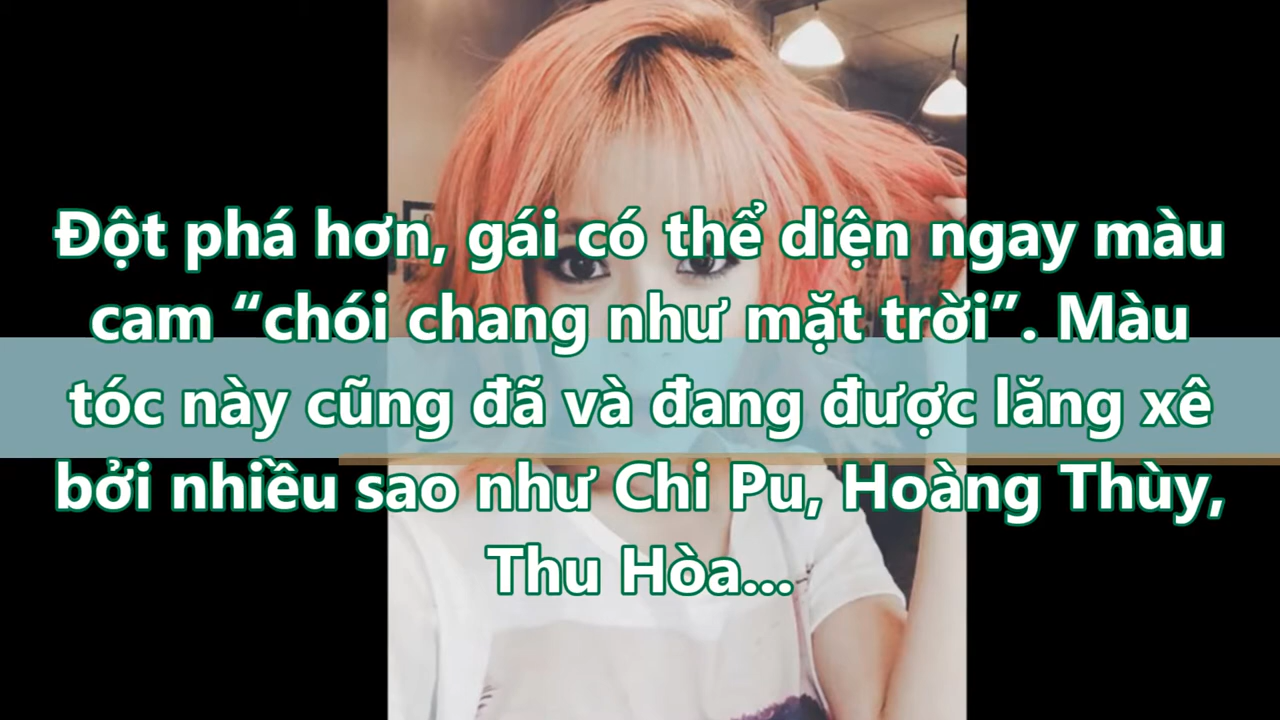 Đột phá hơn, gái có thể diện ngay màu
cam “chói chang như mặt trời”. Màu
tóc này cũng đã và đang được lăng xê
bởi nhiều sao như Chi Pu, Hoàng Thùy,
Thu Hòa...